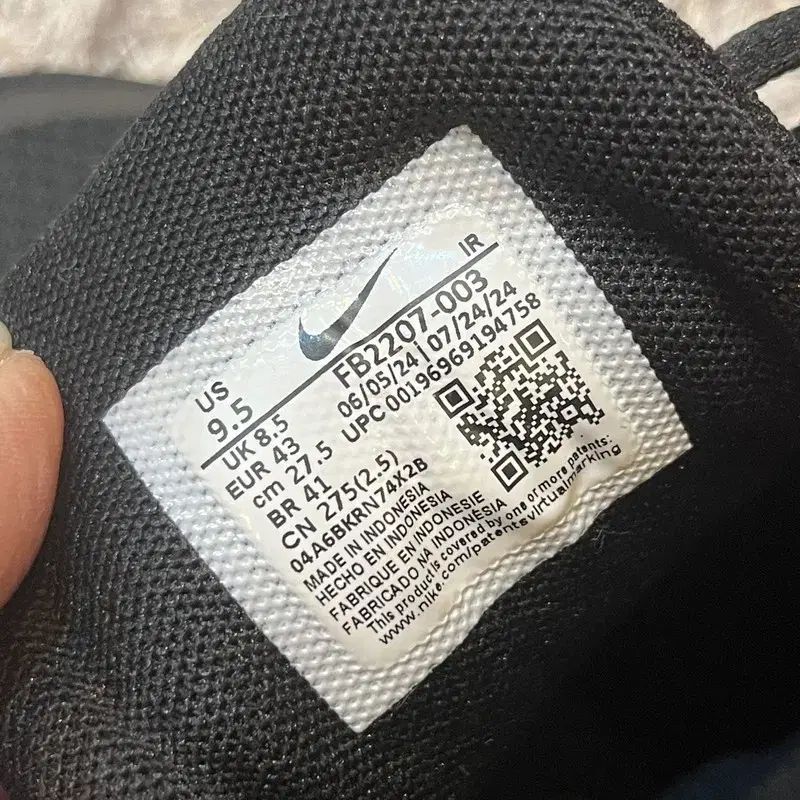 IR
FB2207-003
06/05/24 | 07/24/24
UPC 00196969194758
US
9.5
UK 8.5
EUR 43
cm 27.5
BR 41
CN 275(2.5)
04A6BKRN74X2B
MADE IN INDONESIA
HECHO EN INDONESIA
FABRIQUE EN INDONESIE
FABRICADO NA INDONESIA
This product is covered by one or more patents:
www.nike.com/patentsvirtualmarking